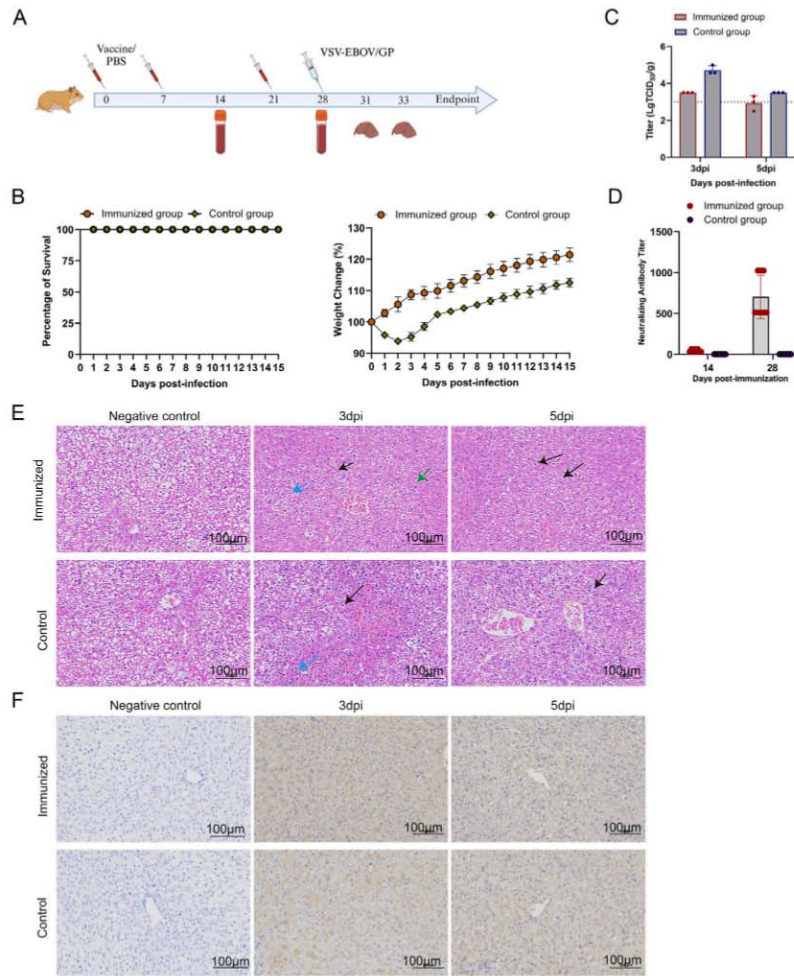 A
Vaccine/
PBS
VSV-EBOV/GP
0 7 14 21 28 31 33 Endpoint
C
Immunized group
Control group
Titer (LgTCID₅₀/g)
6
4
2
0
3dpi 5dpi
Days post-infection
B
Immunized group Control group
Percentage of Survival
100
75
50
25
0
0 1 2 3 4 5 6 7 8 9 10 11 12 13 14 15
Days post-infection
Immunized group Control group
Weight Change (%)
130
120
110
100
90
0 1 2 3 4 5 6 7 8 9 10 11 12 13 14 15
Days post-infection
D
Immunized group
Control group
Neutralizing Antibody Titer
1500
1000
500
0
14 28
Days post-immunization
E
Negative control 3dpi 5dpi
Immunized
100μm 100μm 100μm
Control
100μm 100μm 100μm
F
Negative control 3dpi 5dpi
Immunized
100μm 100μm 100μm
Control
100μm 100μm 100μm